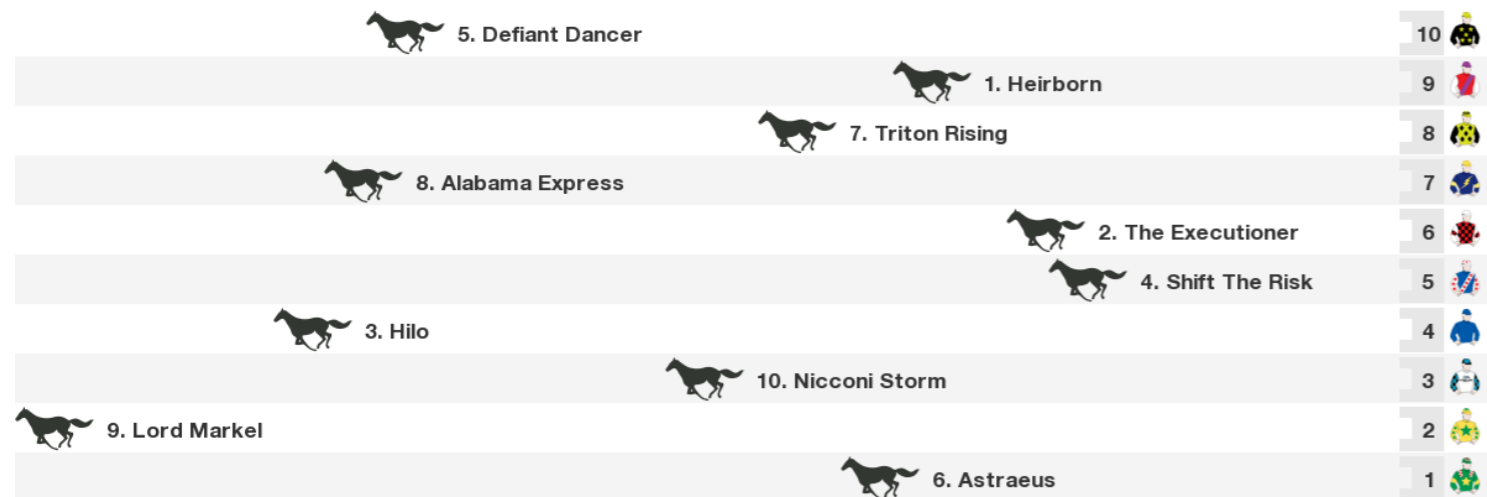 5. Defiant Dancer 10
1. Heirborn 9
7. Triton Rising 8
8. Alabama Express 7
2. The Executioner 6
4. Shift The Risk 5
3. Hilo 4
10. Nicconi Storm 3
9. Lord Markel 2
6. Astraeus 1